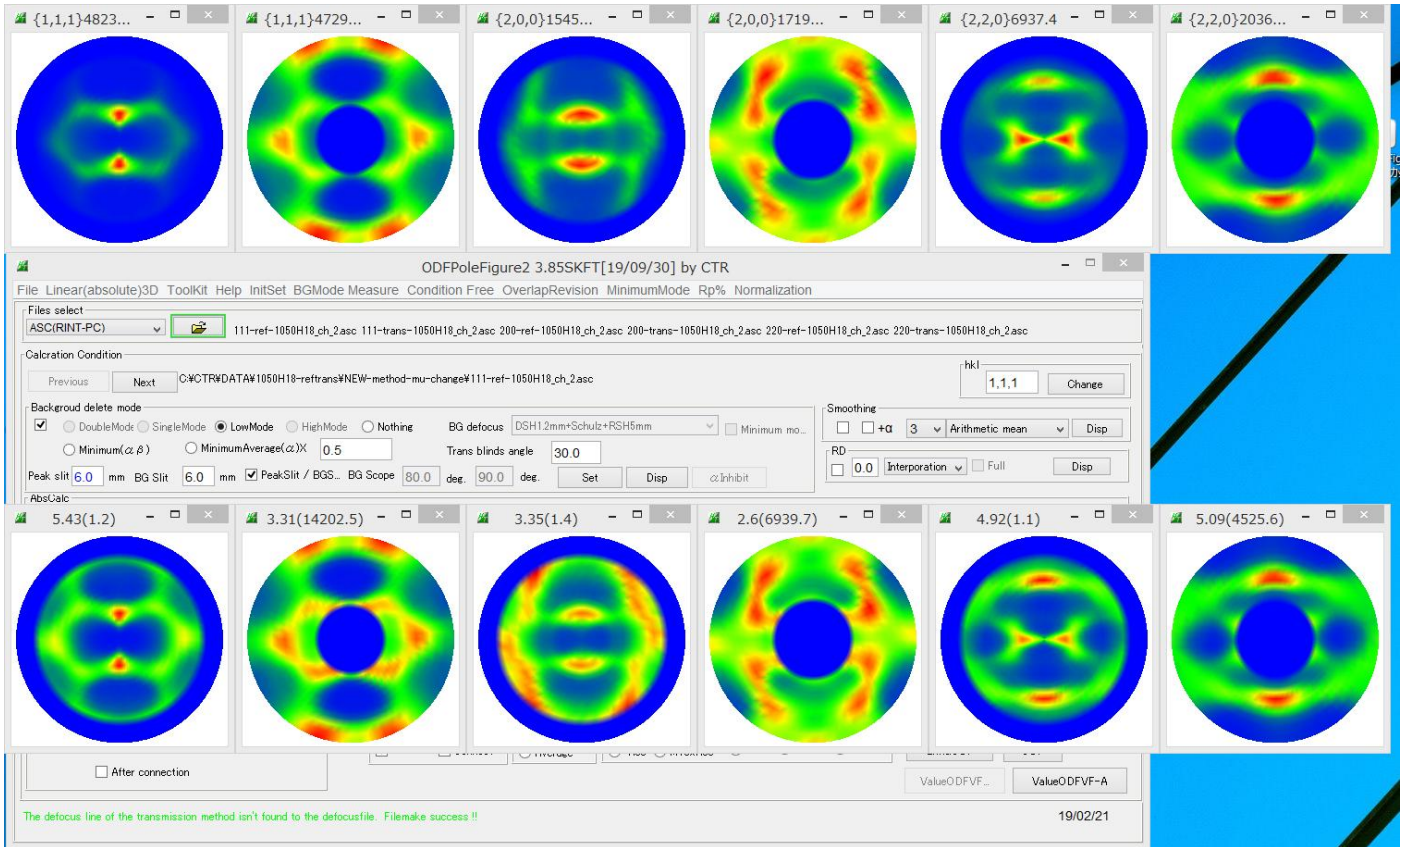 {1,1,1}4823...
{1,1,1}4729...
{2,0,0}1545...
{2,0,0}1719...
{2,2,0}6937.4
{2,2,0}2036...
ODFPoleFigure2 3.85SKFT[19/09/30] by CTR
File Linear(absolute)3D ToolKit Help InitSet BGMode Measure Condition Free OverlapRevision MinimumMode Rp% Normalization
Files select
ASC(RINT-PC)
111-ref-1050H18_ch_2.asc 111-trans-1050H18_ch_2.asc 200-ref-1050H18_ch_2.asc 200-trans-1050H18_ch_2.asc 220-ref-1050H18_ch_2.asc 220-trans-1050H18_ch_2.asc
Calcration Condition
Previous Next C:¥CTR¥DATA¥1050H18-reftrans¥NEW-method-mu-change¥111-ref-1050H18_ch_2.asc
hkl
1,1,1 Change
Backgroud delete mode
DoubleMode SingleMode LowMode HighMode Nothing BG defocus DSH1.2mm+Schulz+RSH5mm Minimum mo...
Minimum(αβ) MinimumAverage(α)X 0.5 Trans blinds angle 30.0
Peak slit 6.0 mm BG Slit 6.0 mm PeakSlit / BGS... BG Scope 80.0 deg. 90.0 deg. Set Disp αInhibit
Smoothing
+α 3 Arithmetic mean Disp
RD
0.0 Interporation Full Disp
AbsCalc
5.43(1.2)
3.31(14202.5)
3.35(1.4)
2.6(6939.7)
4.92(1.1)
5.09(4525.6)
After connection
ValueODFVF... ValueODFVF-A
The defocus line of the transmission method isn't found to the defocusfile. Filemake success !!
19/02/21